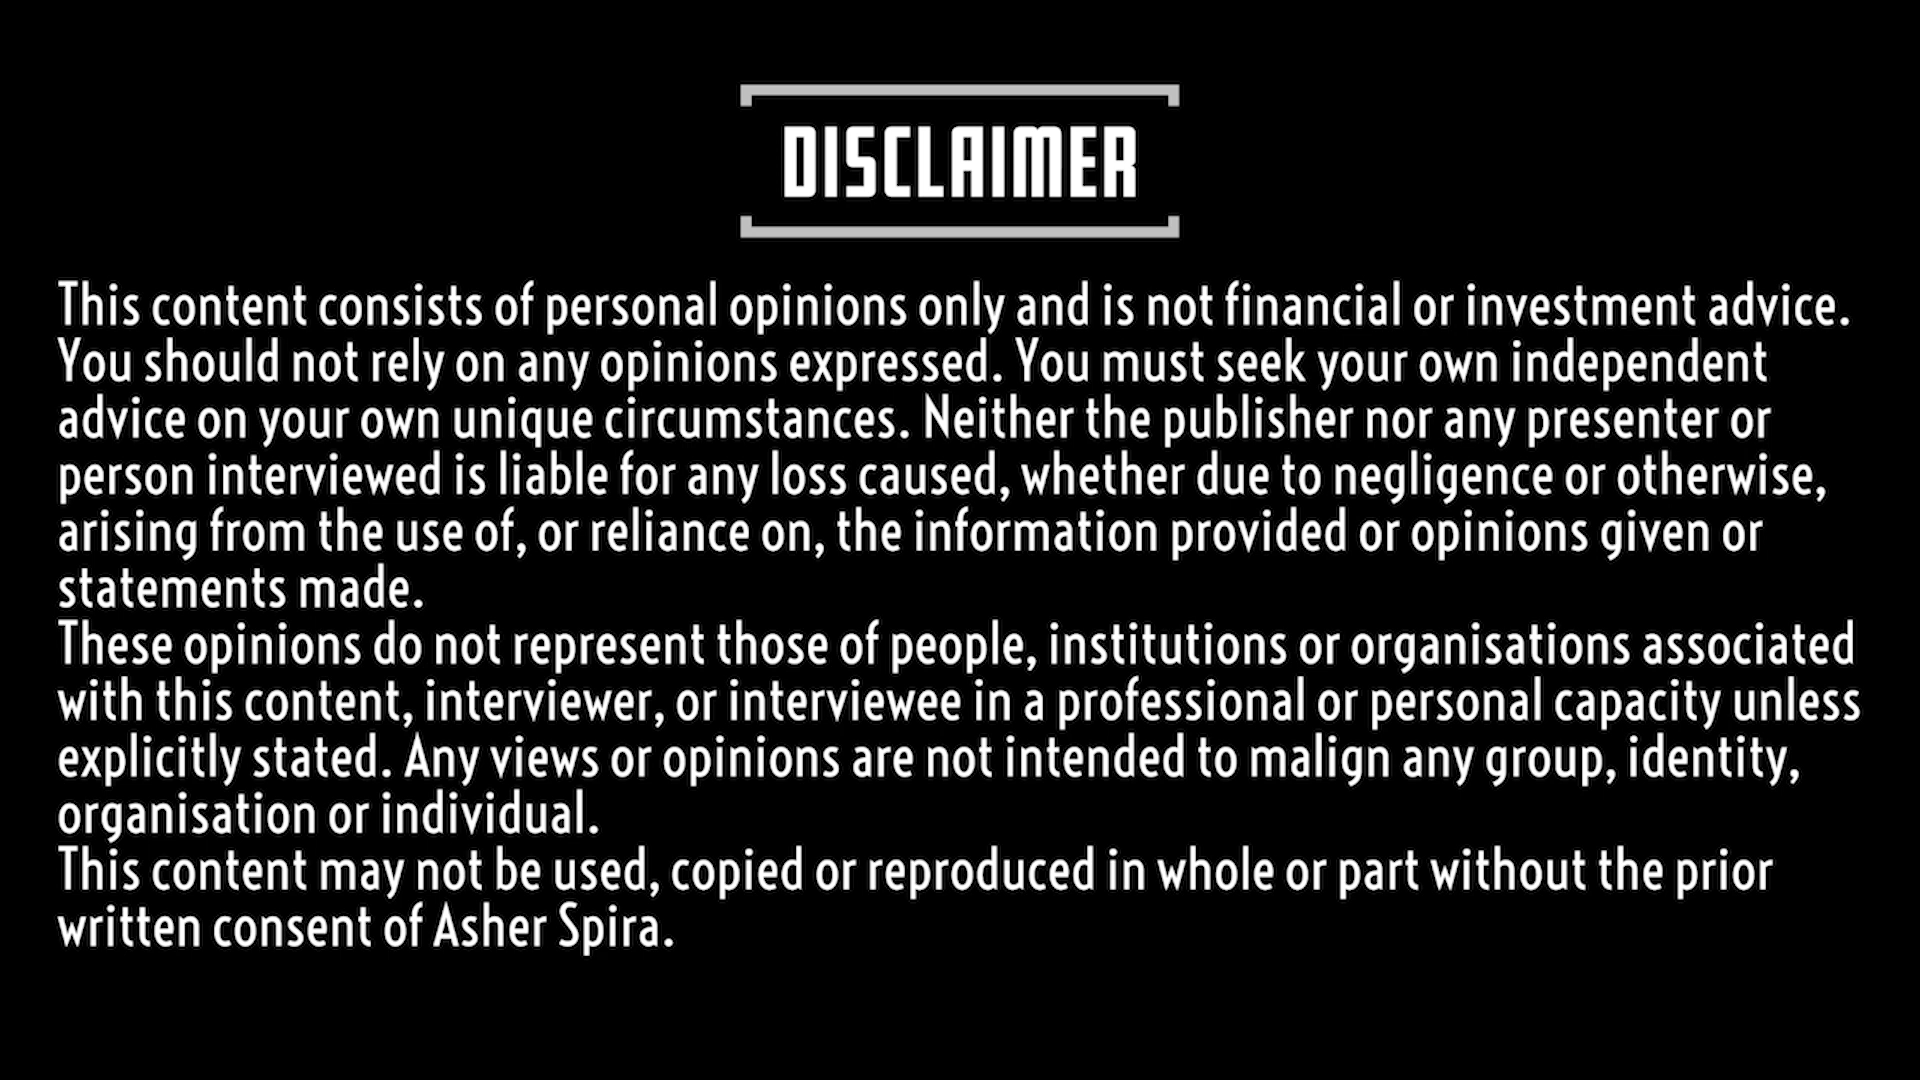 DISCLAIMER
This content consists of personal opinions only and is not financial or investment advice.
You should not rely on any opinions expressed. You must seek your own independent
advice on your own unique circumstances. Neither the publisher nor any presenter or
person interviewed is liable for any loss caused, whether due to negligence or otherwise,
arising from the use of, or reliance on, the information provided or opinions given or
statements made.
These opinions do not represent those of people, institutions or organisations associated
with this content, interviewer, or interviewee in a professional or personal capacity unless
explicitly stated. Any views or opinions are not intended to malign any group, identity,
organisation or individual.
This content may not be used, copied or reproduced in whole or part without the prior
written consent of Asher Spira.